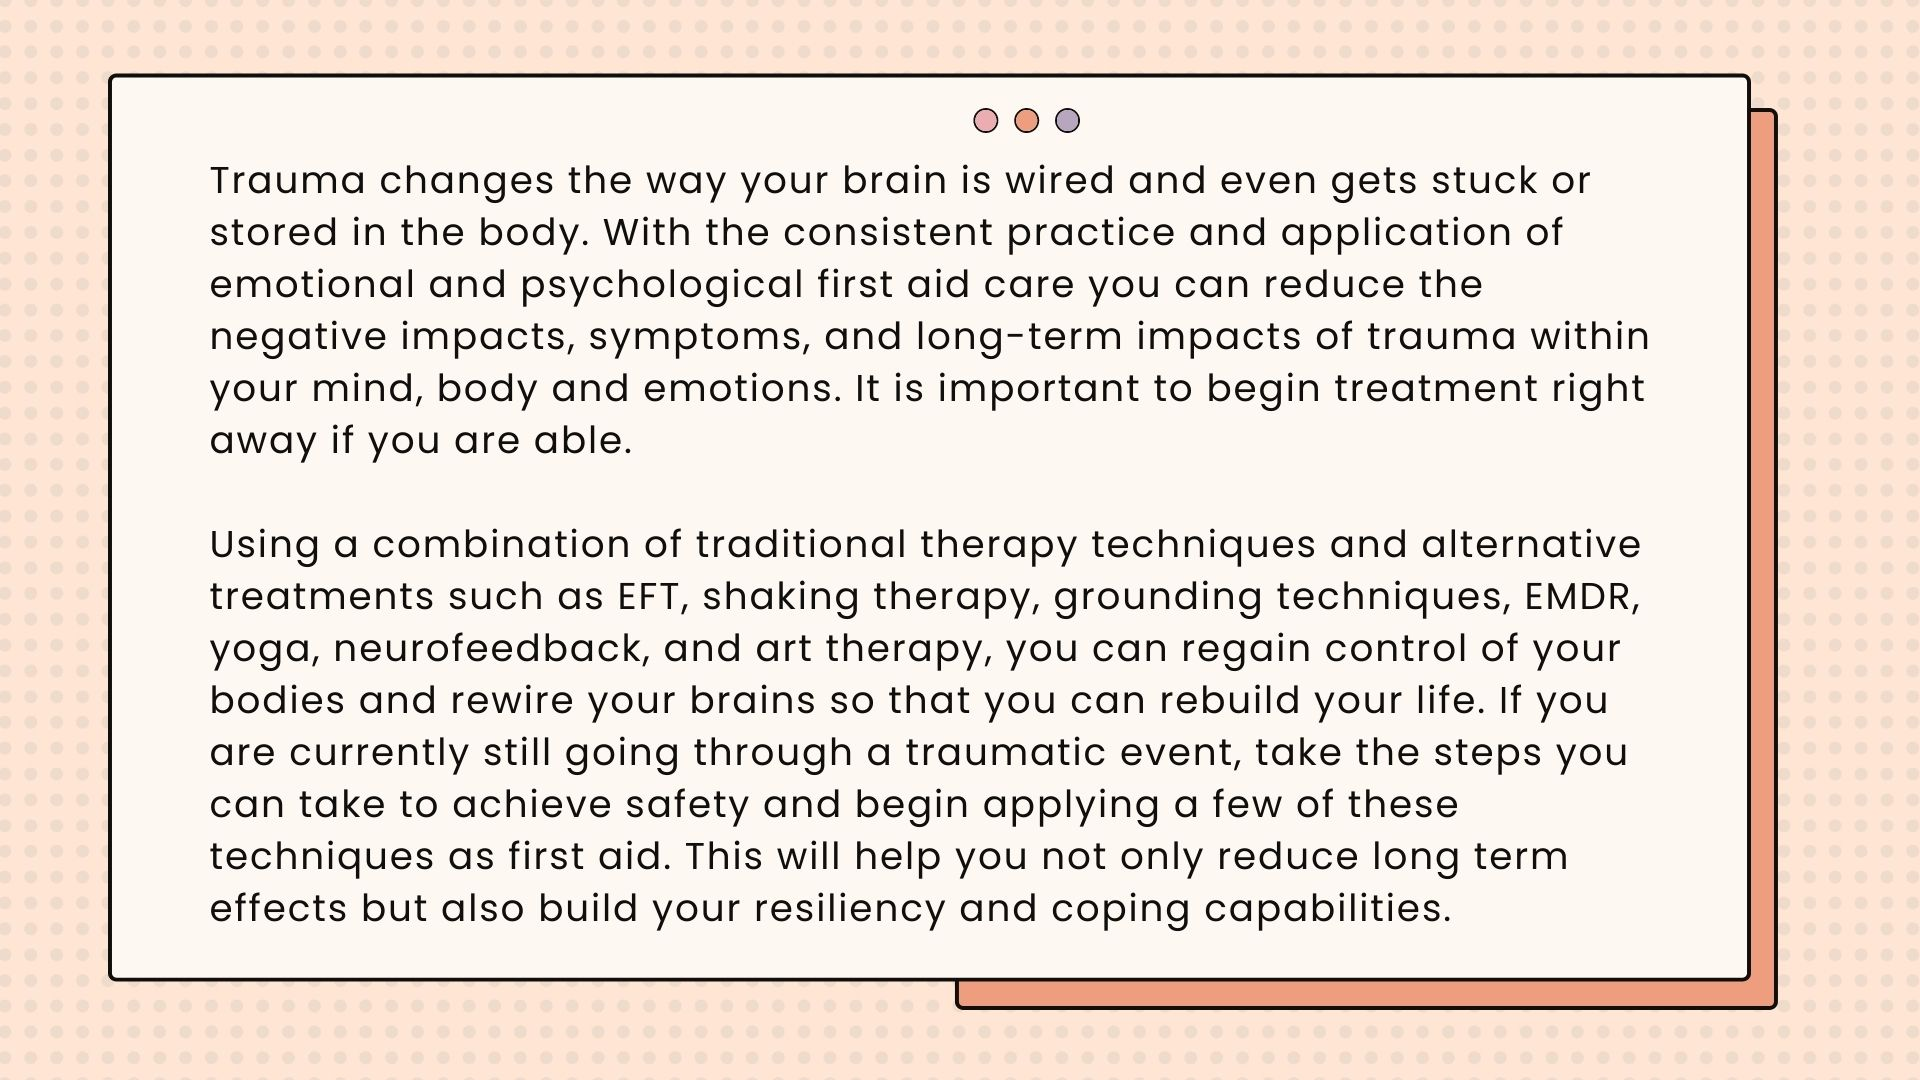 Trauma changes the way your brain is wired and even gets stuck or
stored in the body. With the consistent practice and application of
emotional and psychological first aid care you can reduce the
negative impacts, symptoms, and long-term impacts of trauma within
your mind, body and emotions. It is important to begin treatment right
away if you are able.
Using a combination of traditional therapy techniques and alternative
treatments such as EFT, shaking therapy, grounding techniques, EMDR,
yoga, neurofeedback, and art therapy, you can regain control of your
bodies and rewire your brains so that you can rebuild your life. If you
are currently still going through a traumatic event, take the steps you
can take to achieve safety and begin applying a few of these
techniques as first aid. This will help you not only reduce long term
effects but also build your resiliency and coping capabilities.